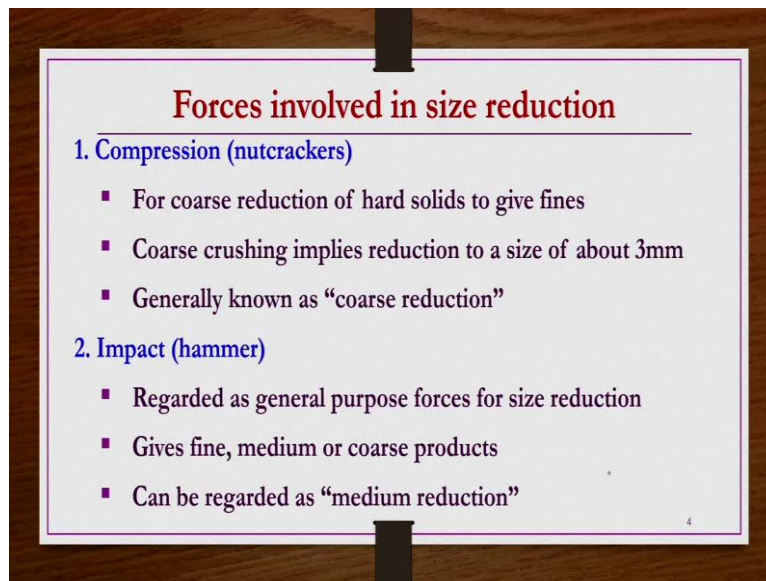 Forces involved in size reduction
1. Compression (nutcrackers)
▪ For coarse reduction of hard solids to give fines
▪ Coarse crushing implies reduction to a size of about 3mm
▪ Generally known as “coarse reduction”
2. Impact (hammer)
▪ Regarded as general purpose forces for size reduction
▪ Gives fine, medium or coarse products
▪ Can be regarded as “medium reduction”
4